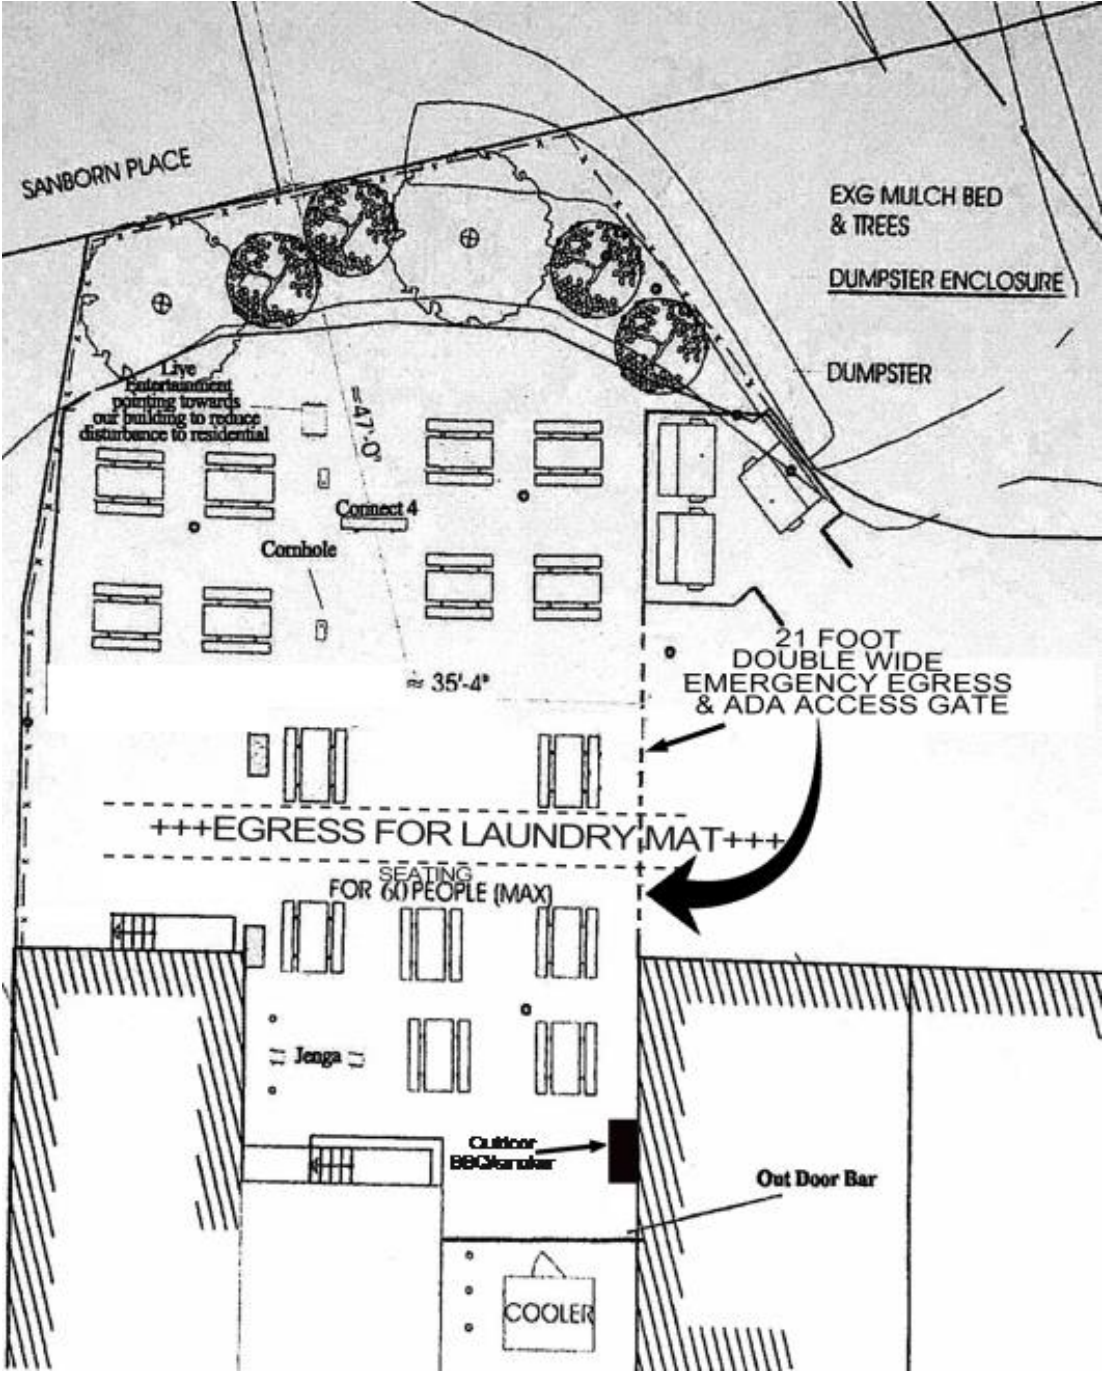 SANBORN PLACE
EXG MULCH BED
& TREES
DUMPSTER ENCLOSURE
DUMPSTER
Live
Entertainment
pointing towards
our building to reduce
disturbance to residential
≈47'-0"
Connect 4
Cornhole
≈ 35'-4"
21 FOOT
DOUBLE WIDE
EMERGENCY EGRESS
& ADA ACCESS GATE
+++EGRESS FOR LAUNDRY MAT+++
SEATING
FOR 60 PEOPLE (MAX)
Jenga
Outdoor
BBQ/smoker
Out Door Bar
COOLER